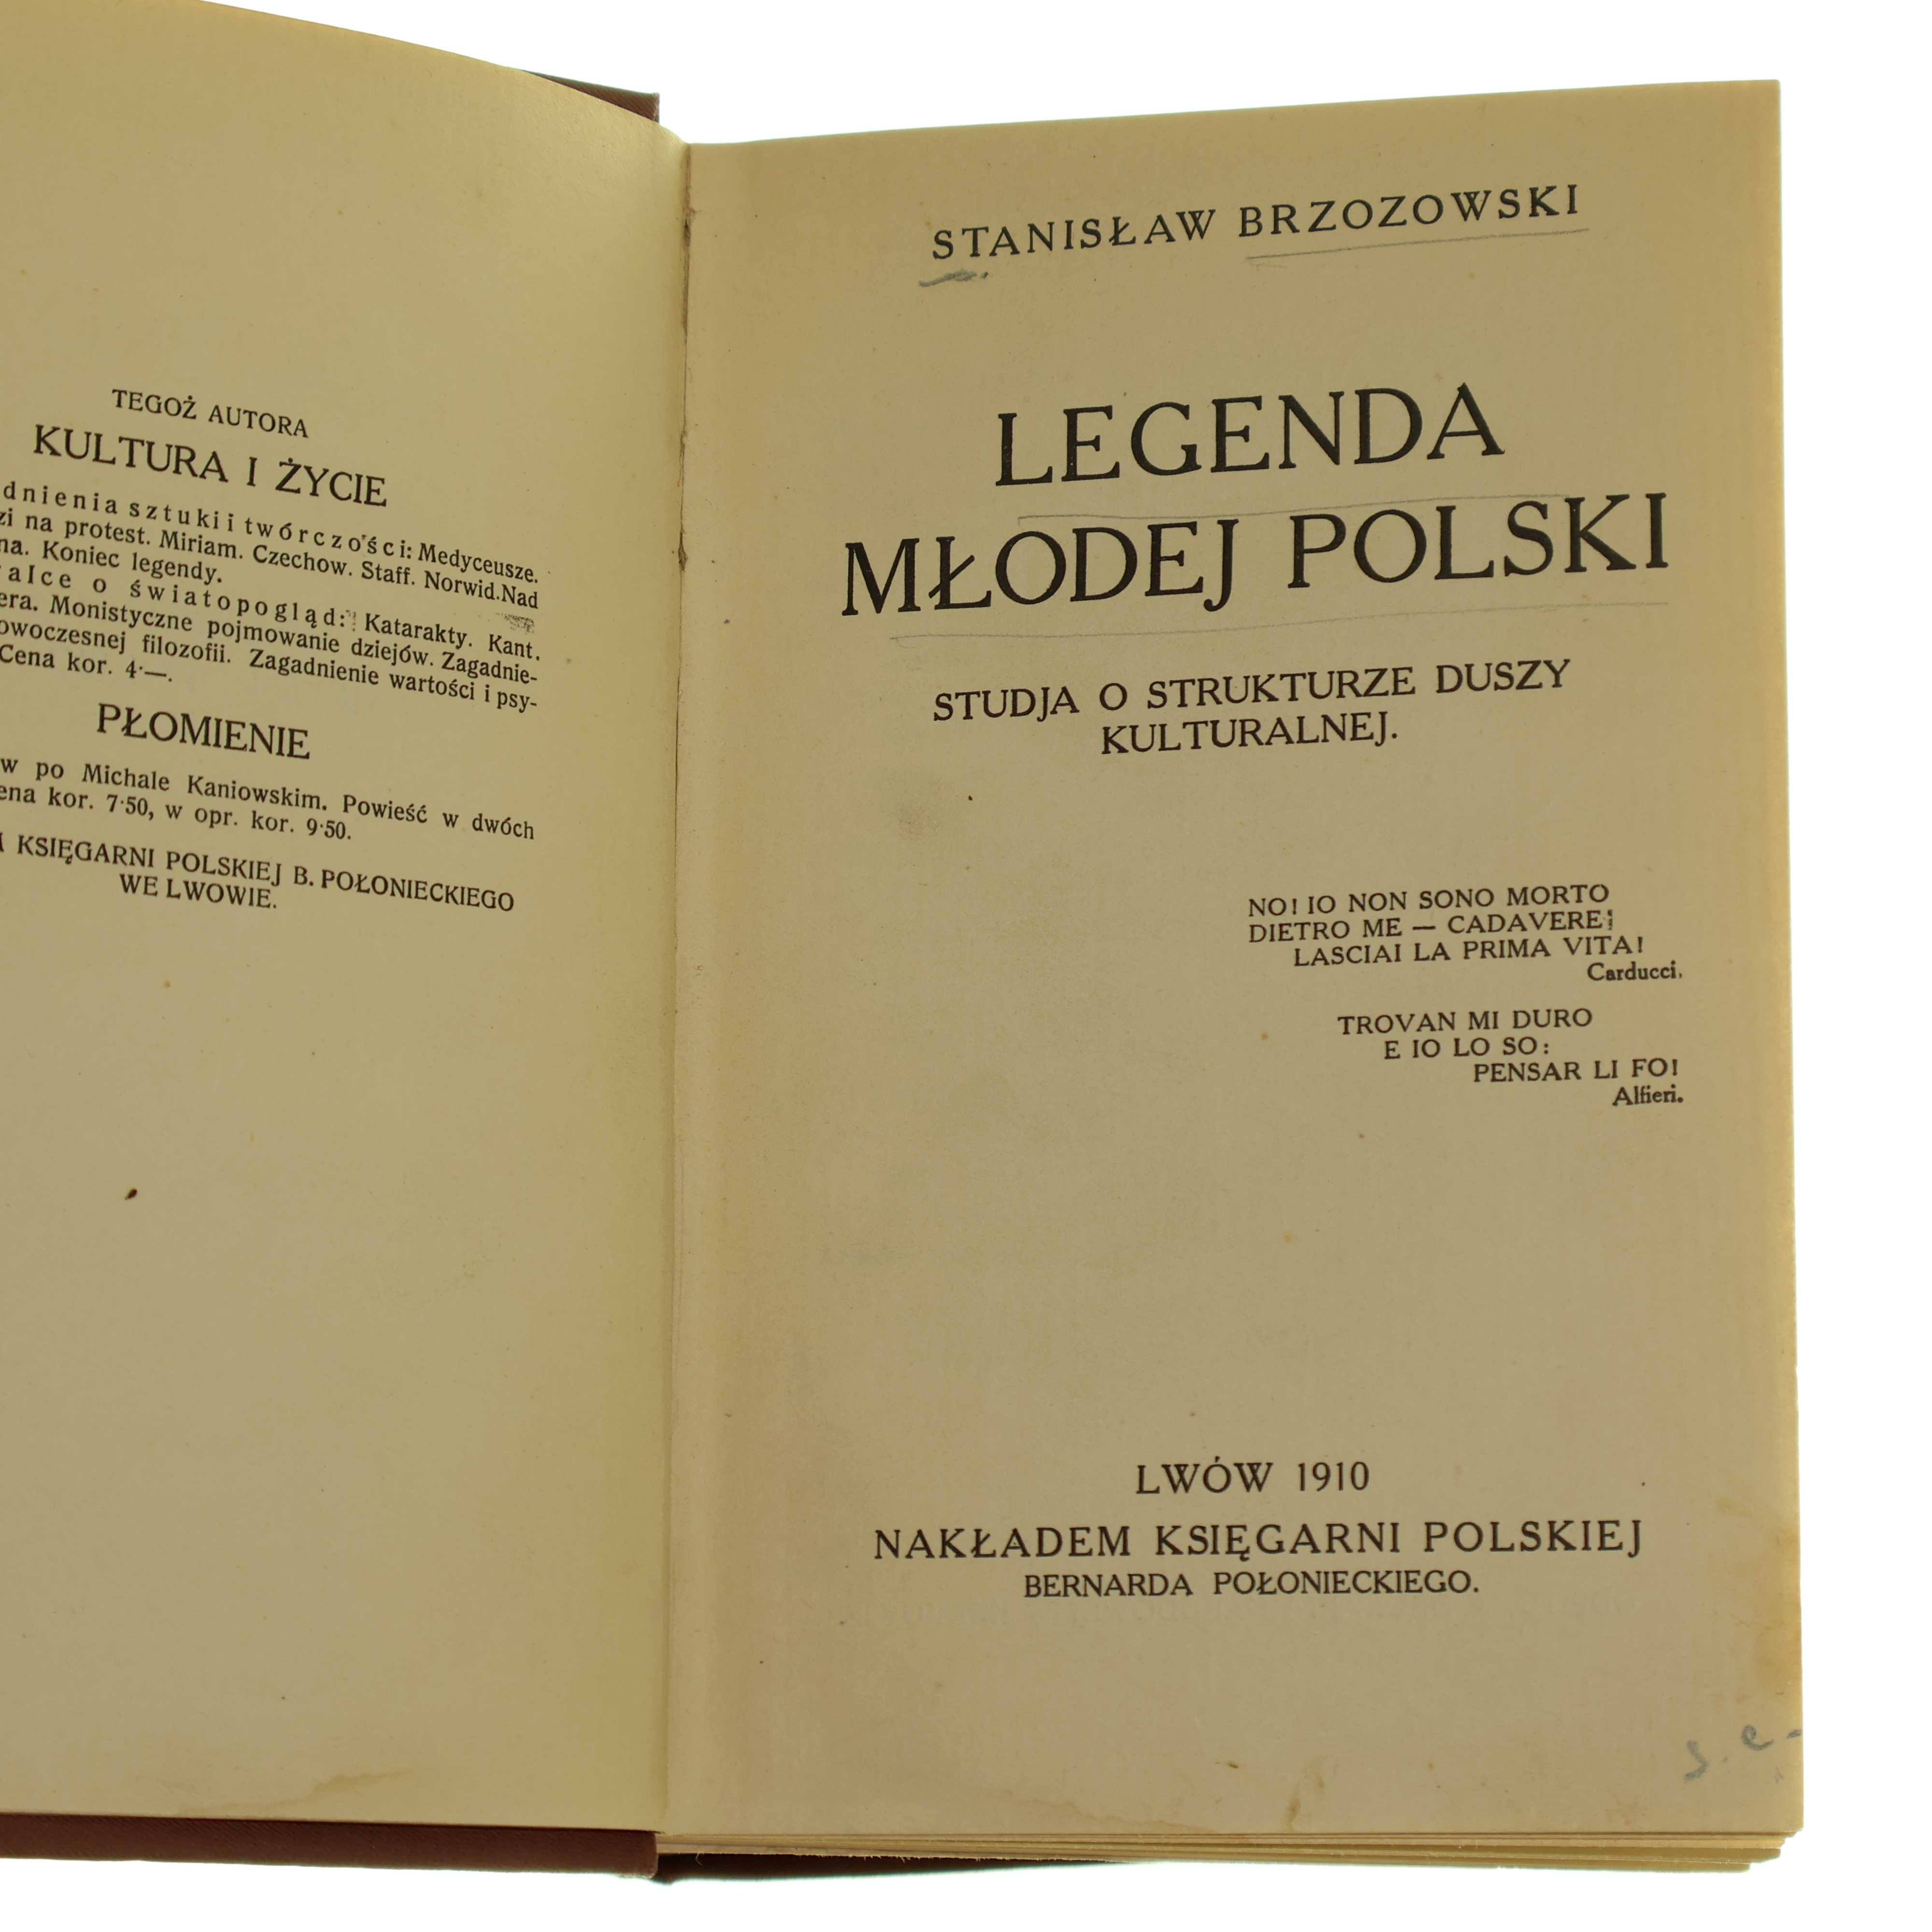 TEGOŻ AUTORA
KULTURA I ŻYCIE
dnienia sztuki i twórczości: Medyceusze.
zi na protest. Miriam. Czechow. Staff. Norwid. Nad
na. Koniec legendy.
alce o światopogląd: Katarakty. Kant.
era. Monistyczne pojmowanie dziejów. Zagadnie-
owoczesnej filozofii. Zagadnienie wartości i psy-
Cena kor. 4·—.
PŁOMIENIE
w po Michale Kaniowskim. Powieść w dwóch
ena kor. 7·50, w opr. kor. 9·50.
KSIĘGARNI POLSKIEJ B. POŁONIECKIEGO
WE LWOWIE.
STANISŁAW BRZOZOWSKI
LEGENDA
MŁODEJ POLSKI
STUDJA O STRUKTURZE DUSZY
KULTURALNEJ.
NO! IO NON SONO MORTO
DIETRO ME — CADAVERE;
LASCIAI LA PRIMA VITA!
Carducci.
TROVAN MI DURO
E IO LO SO:
PENSAR LI FO!
Alfieri.
LWÓW 1910
NAKŁADEM KSIĘGARNI POLSKIEJ
BERNARDA POŁONIECKIEGO.
s. e.